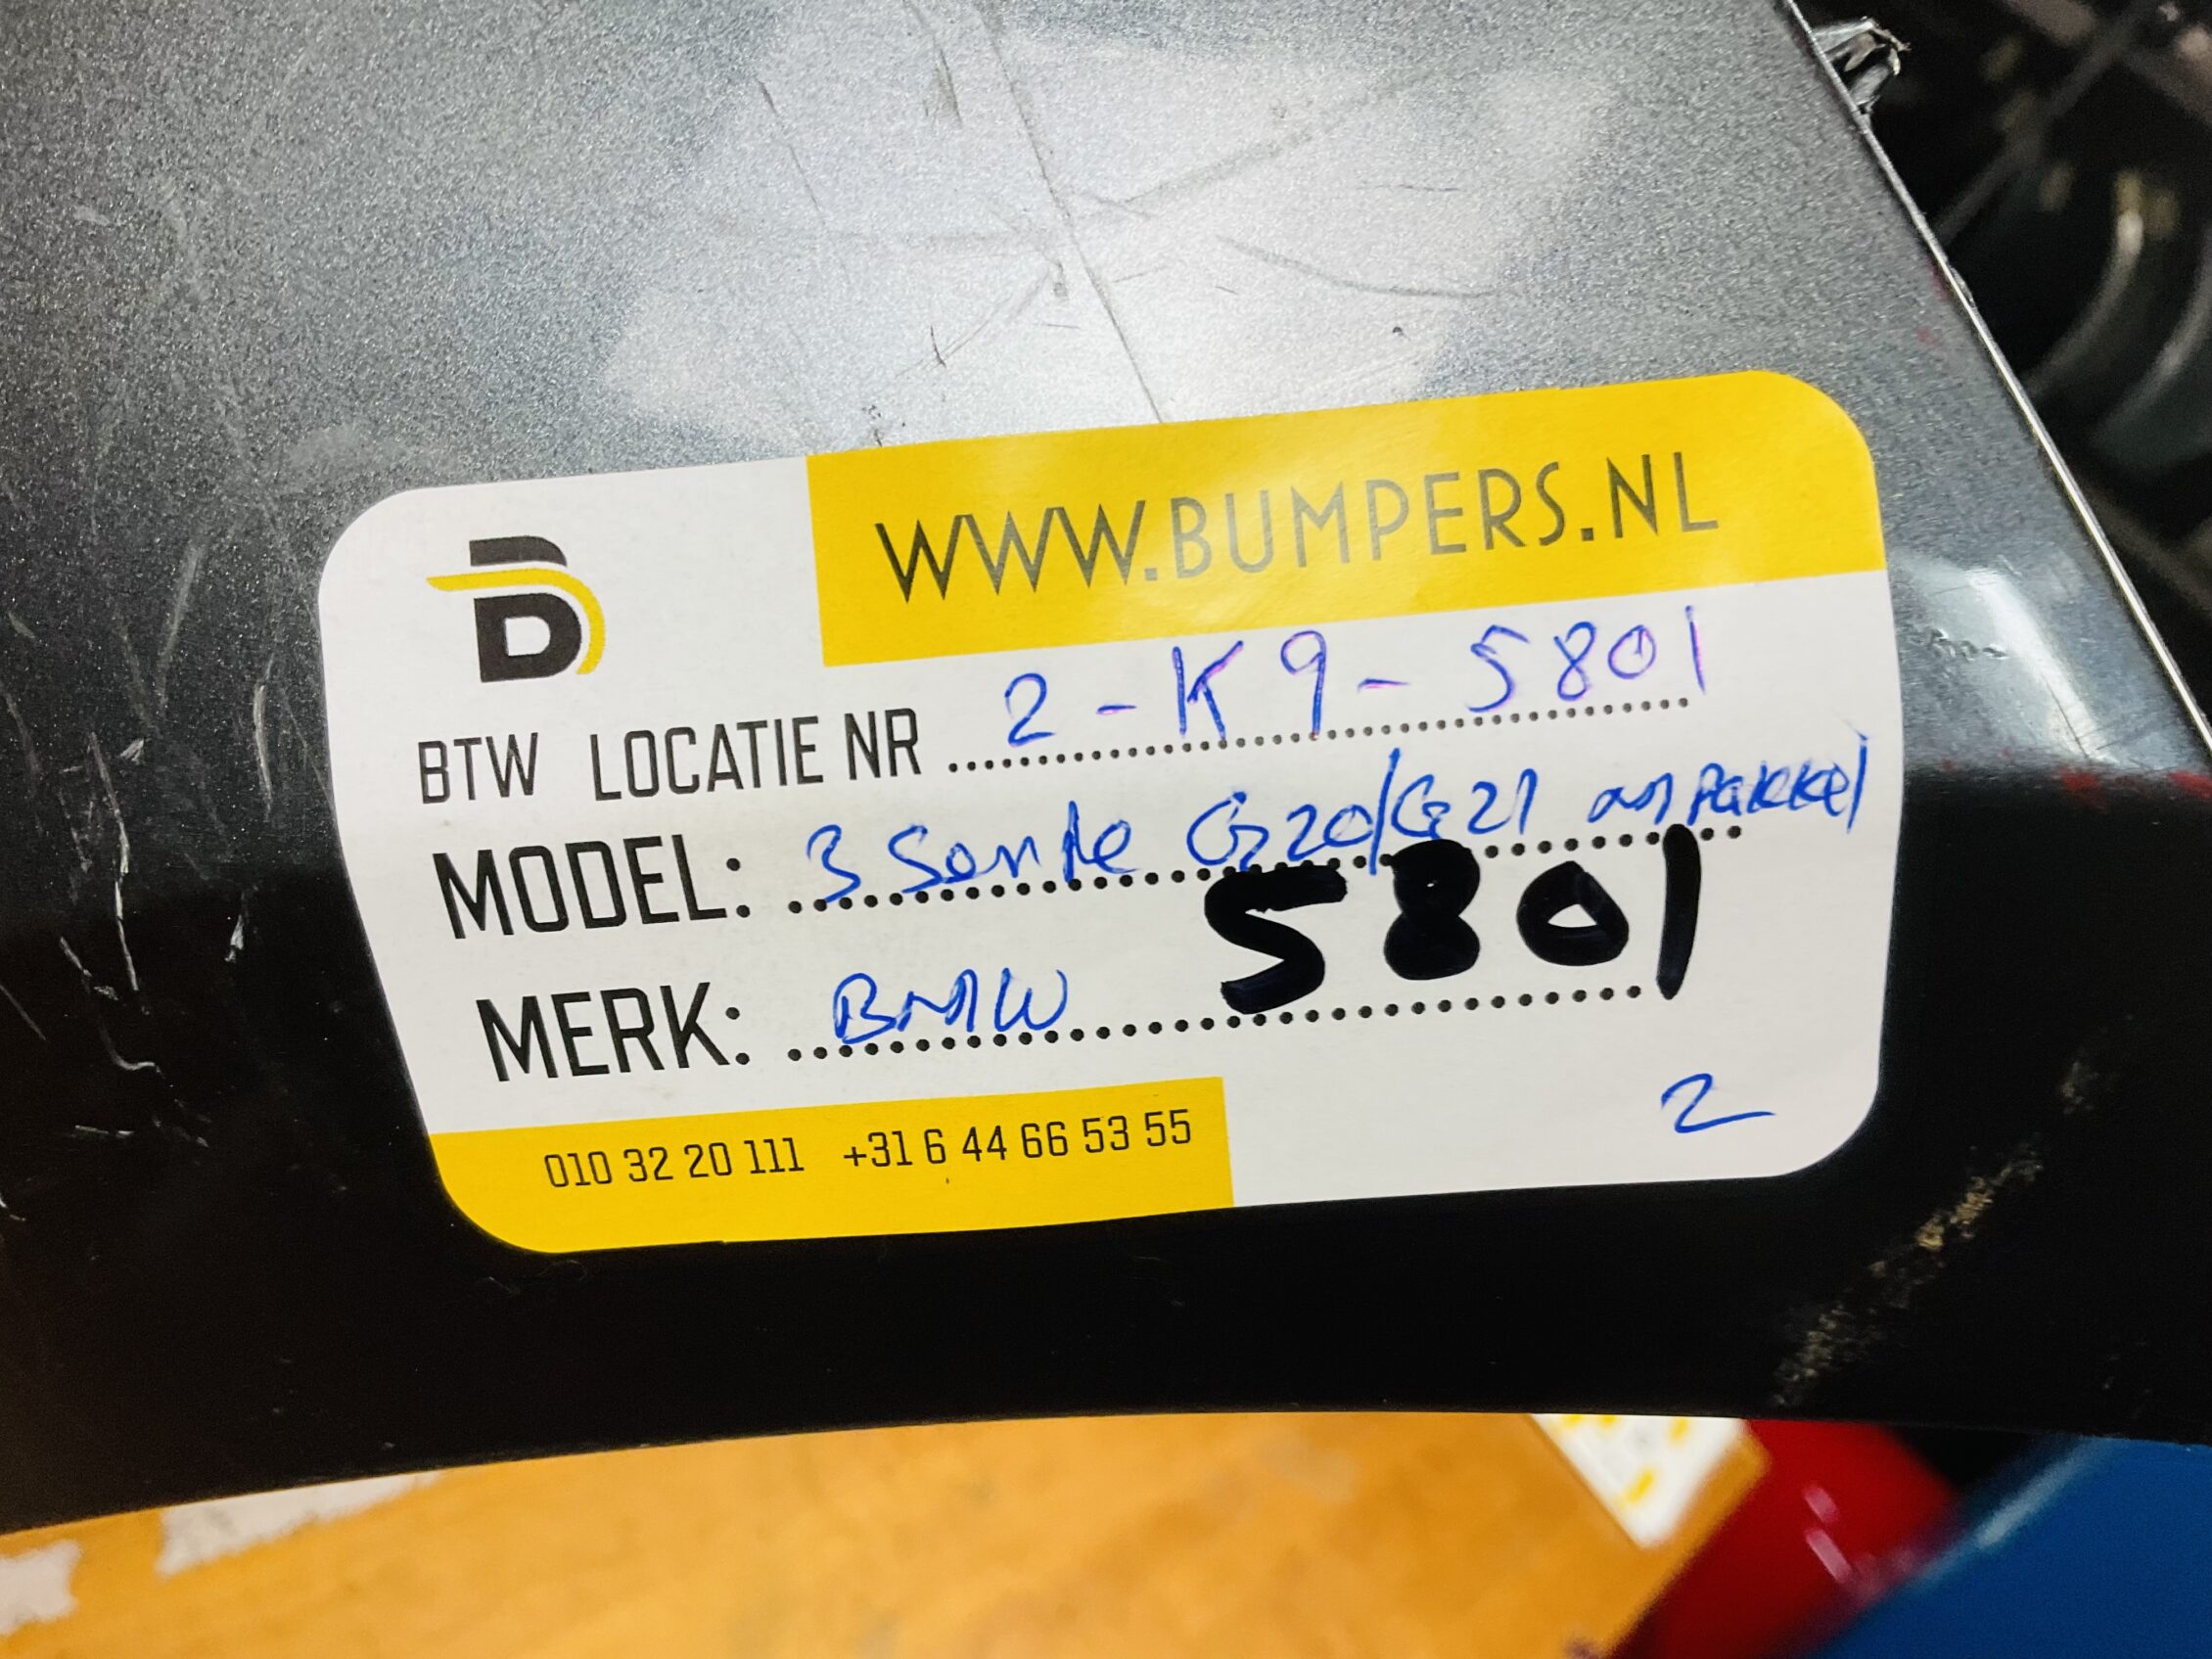 WWW.BUMPERS.NL
BTW LOCATIE NR 2-K9-5801
MODEL: 3 Serie G20/G21 m Pakket
5801
MERK: BMW
2
010 32 20 111 +31 6 44 66 53 55